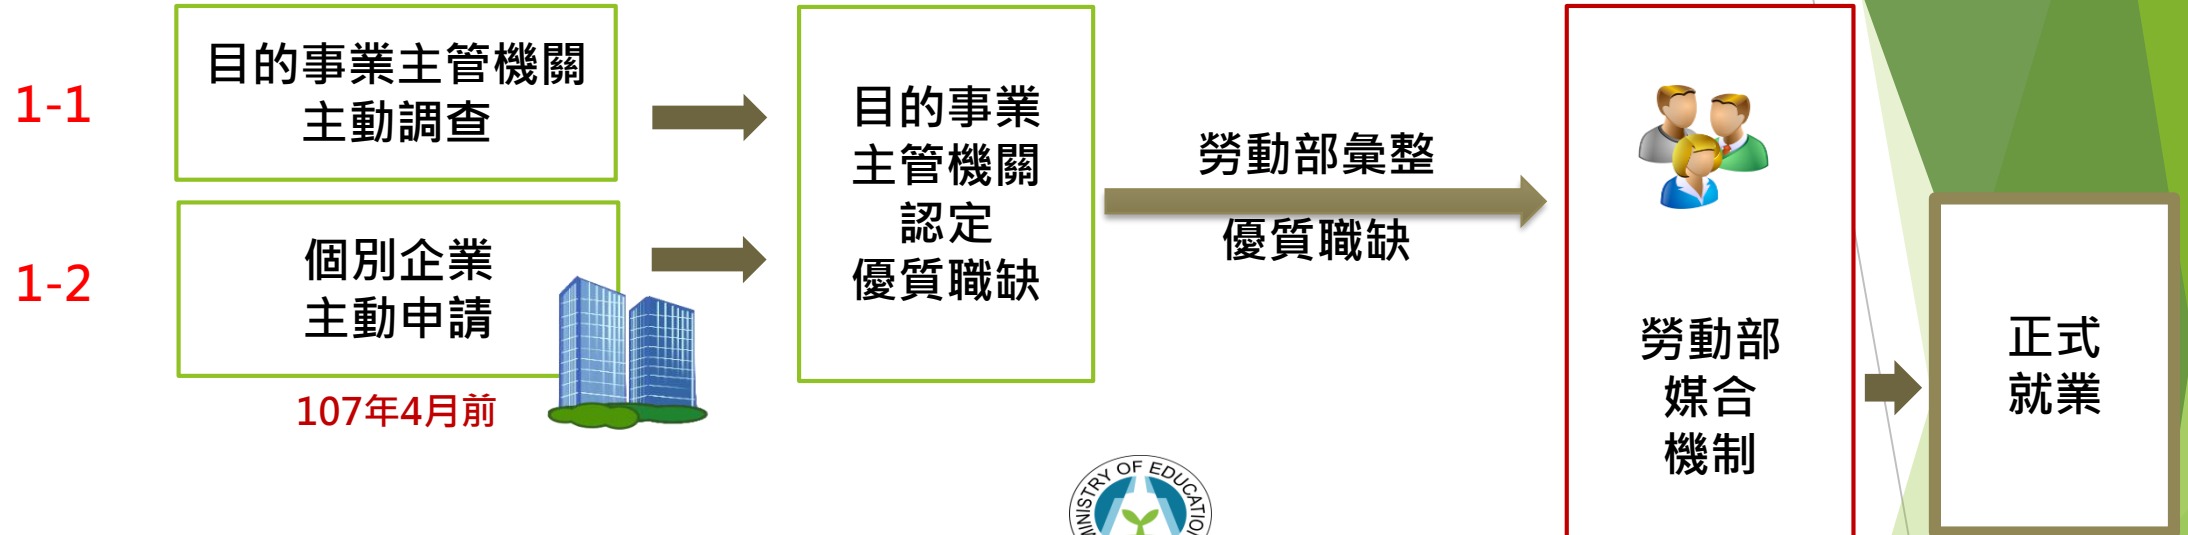 1-1
目的事業主管機關
主動調查
1-2
個別企業
主動申請
107年4月前
目的事業
主管機關
認定
優質職缺
勞動部彙整
優質職缺
勞動部
媒合
機制
正式
就業
MINISTRY OF EDUCATION